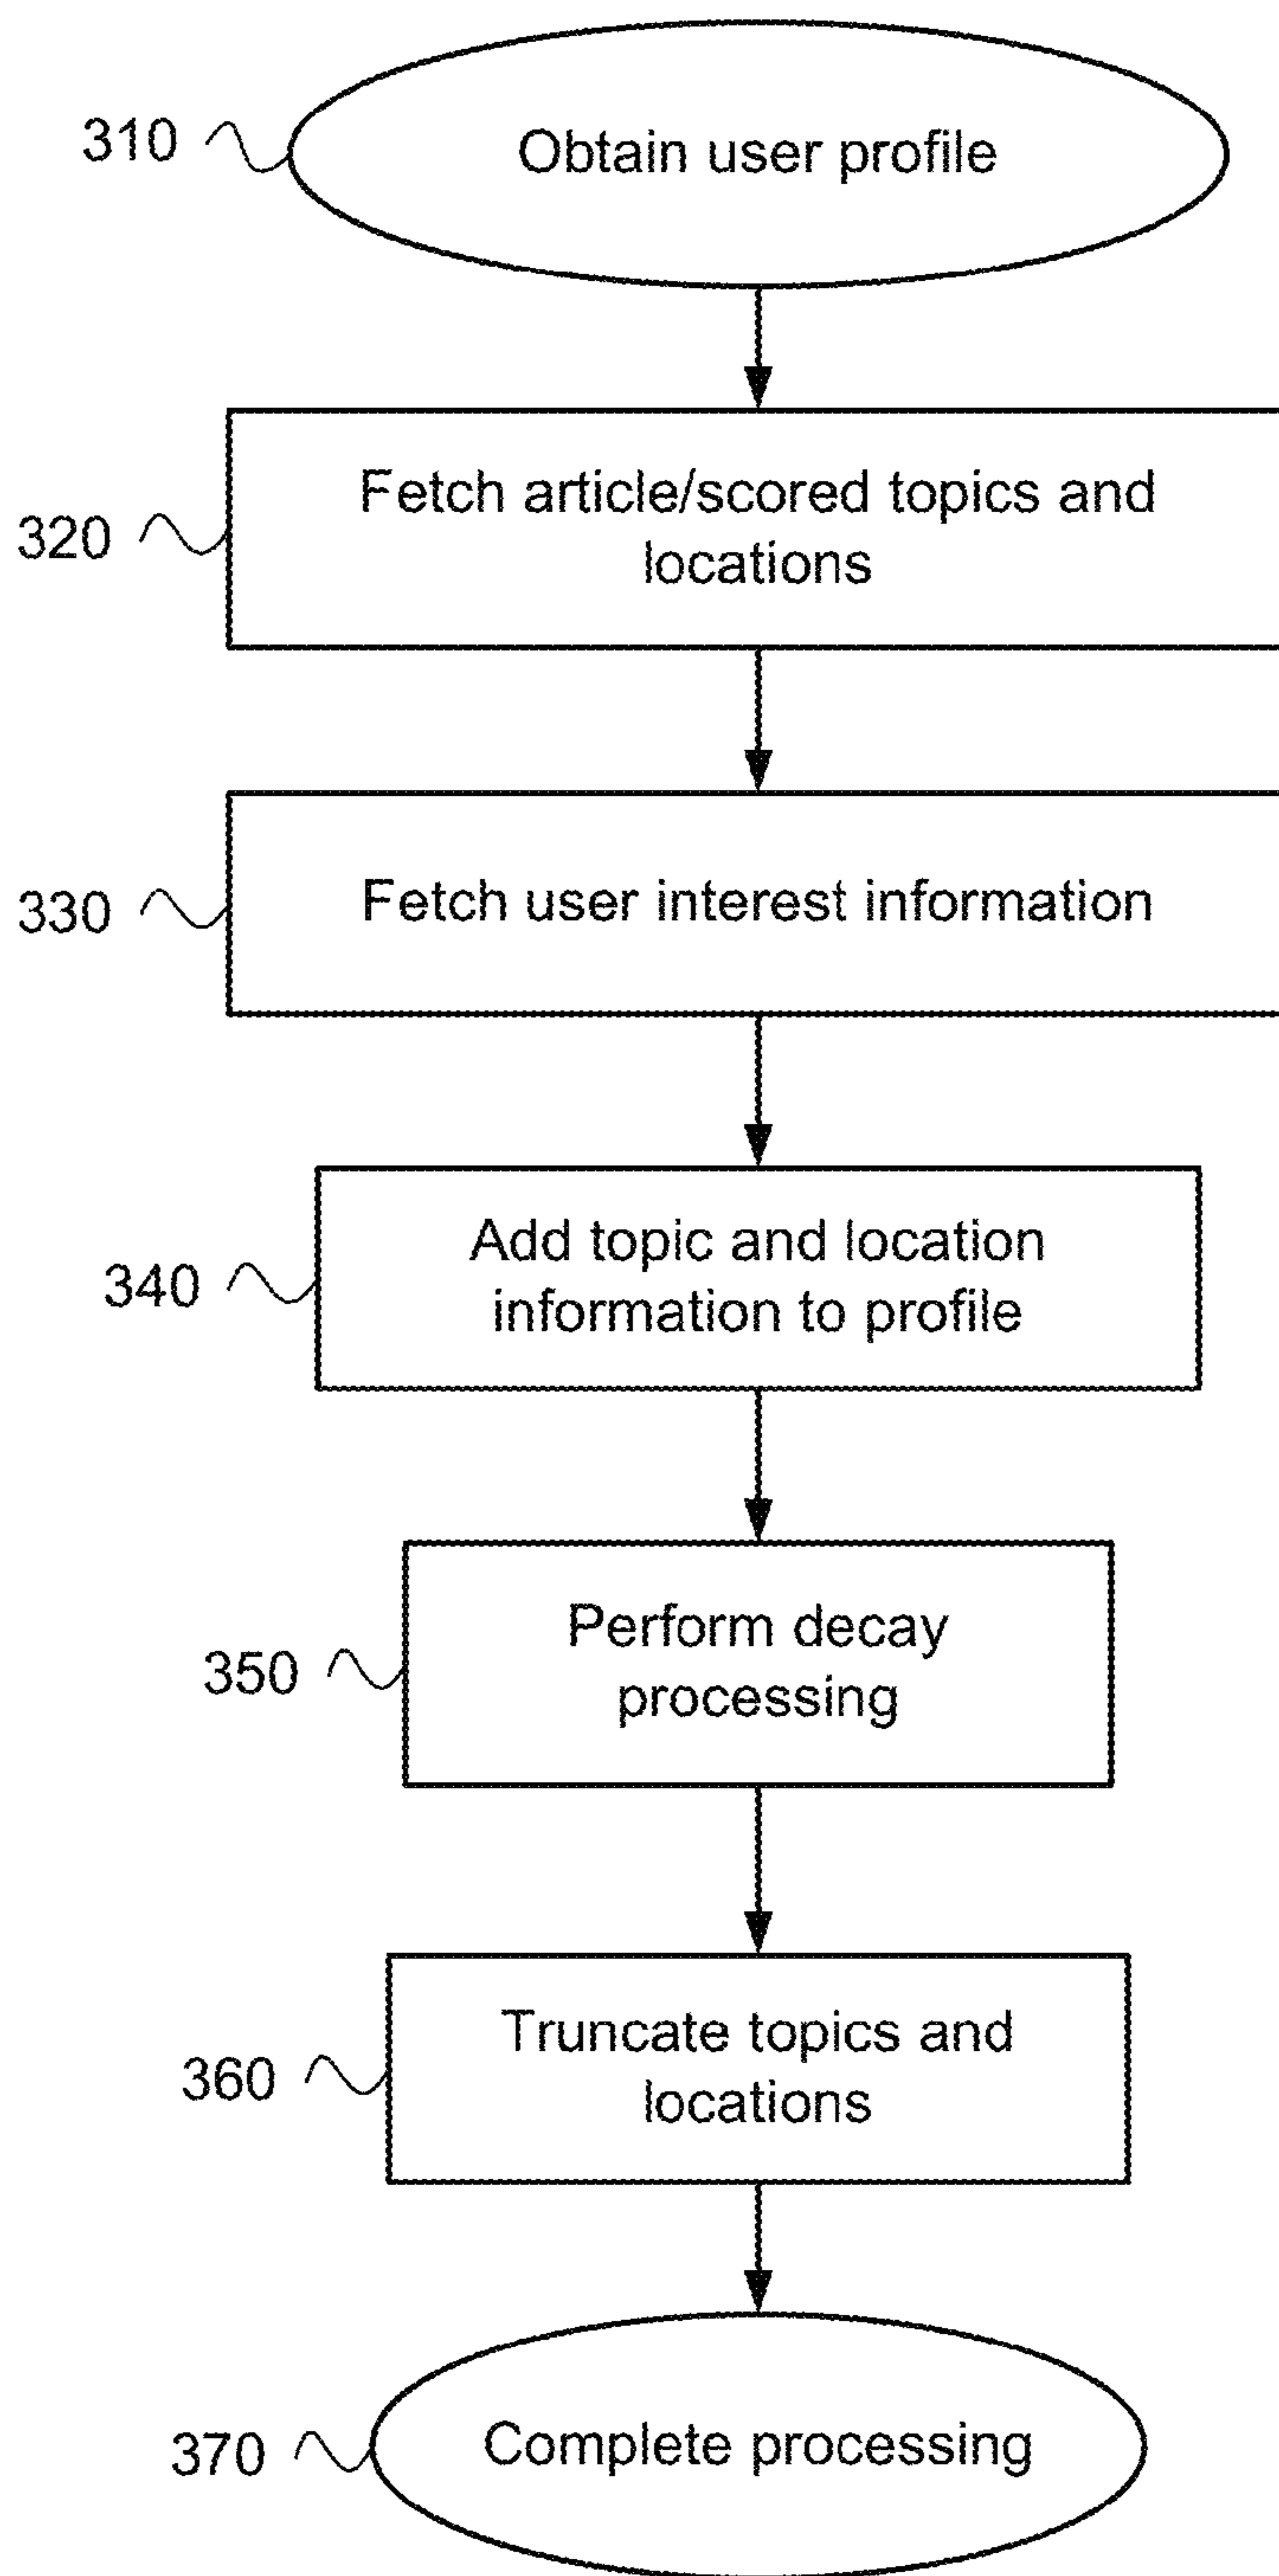 310
Obtain user profile
Fetch article/scored topics and
locations
320
330
Fetch user interest information
Add topic and location
information to profile
340
Perform decay
processing
350
Truncate topics and
locations
360
370
Complete processing